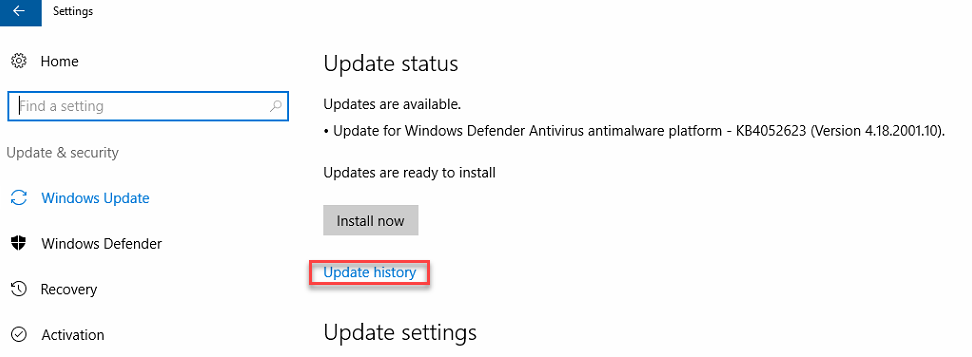 Settings
Home
Find a setting
Update & security
Windows Update
Windows Defender
Recovery
Activation
Update status
Updates are available.
• Update for Windows Defender Antivirus antimalware platform - KB4052623 (Version 4.18.2001.10).
Updates are ready to install
Install now
Update history
Update settings